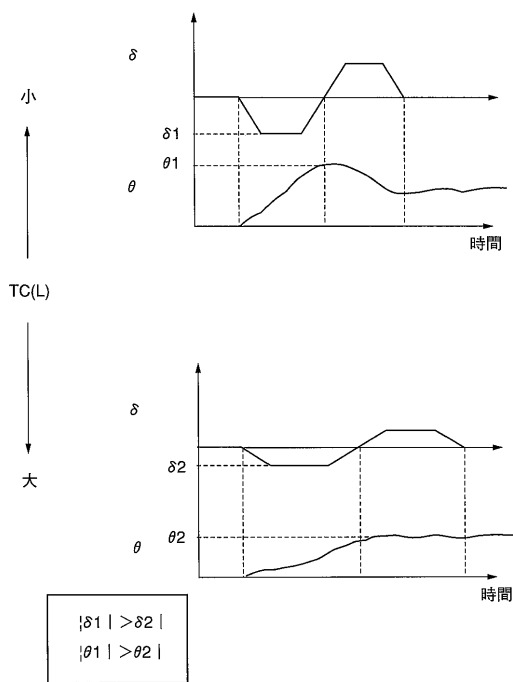 δ
小
δ1
θ1
θ
時間
TC(L)
δ
大
δ2
θ2
θ
時間
|δ1｜>δ2｜
|θ1｜>θ2｜